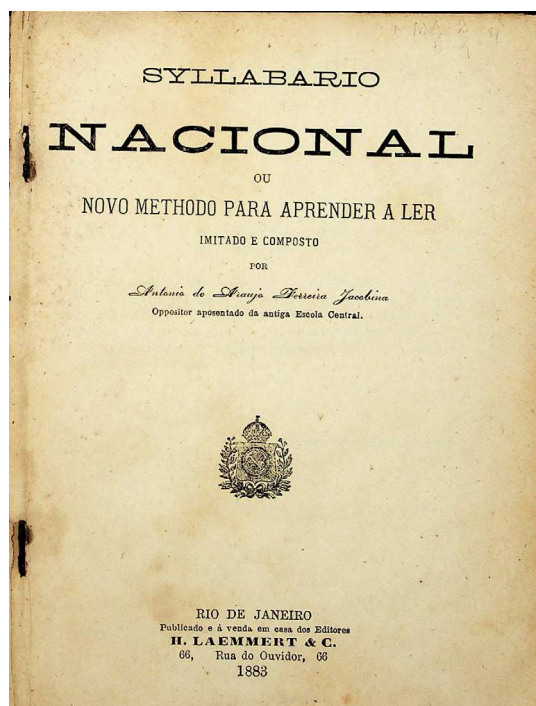 SYLLABARIO
NACIONAL
OU
NOVO METHODO PARA APRENDER A LER
IMITADO E COMPOSTO
POR
Antonio de Araujo Ferreira Jacobina
Oppositor aposentado da antiga Escola Central.
RIO DE JANEIRO
Publicado e á venda em casa dos Editores
H. LAEMMERT & C.
66, Rua do Ouvidor, 66
1883